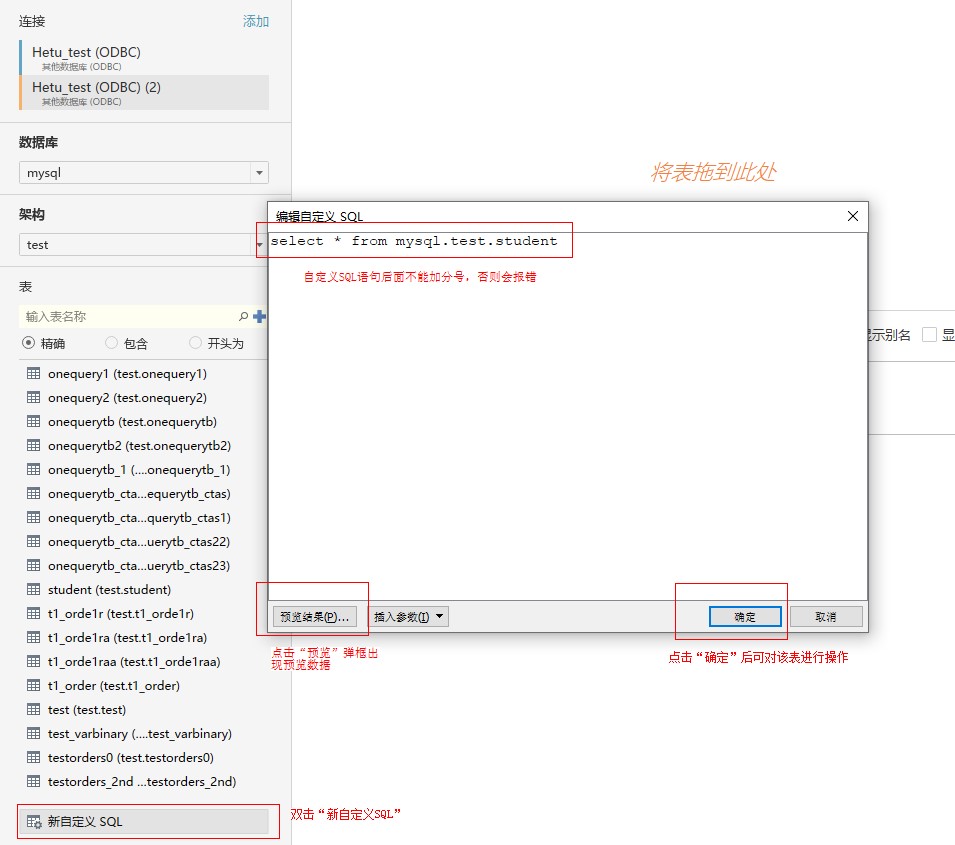 连接
添加
Hetu_test (ODBC)
其他数据库 (ODBC)
Hetu_test (ODBC) (2)
其他数据库 (ODBC)
数据库
mysql
架构
test
表
输入表名称
精确
包含
开头为
onequery1 (test.onequery1)
onequery2 (test.onequery2)
onequerytb (test.onequerytb)
onequerytb2 (test.onequerytb2)
onequerytb_1 (....onequerytb_1)
onequerytb_cta...equerytb_ctas)
onequerytb_cta...querytb_ctas1)
onequerytb_cta...uerytb_ctas22)
onequerytb_cta...uerytb_ctas23)
student (test.student)
t1_orde1r (test.t1_orde1r)
t1_orde1ra (test.t1_orde1ra)
t1_orde1raa (test.t1_orde1raa)
t1_order (test.t1_order)
test (test.test)
test_varbinary (....test_varbinary)
testorders0 (test.testorders0)
testorders_2nd ...testorders_2nd)
新自定义 SQL
双击“新自定义SQL”
将表拖到此处
编辑自定义 SQL
select * from mysql.test.student
自定义SQL语句后面不能加分号，否则会报错
显示别名
显
预览结果(P)...
插入参数(I)
确定
取消
点击“预览”弹框出
现预览数据
点击“确定”后可对该表进行操作